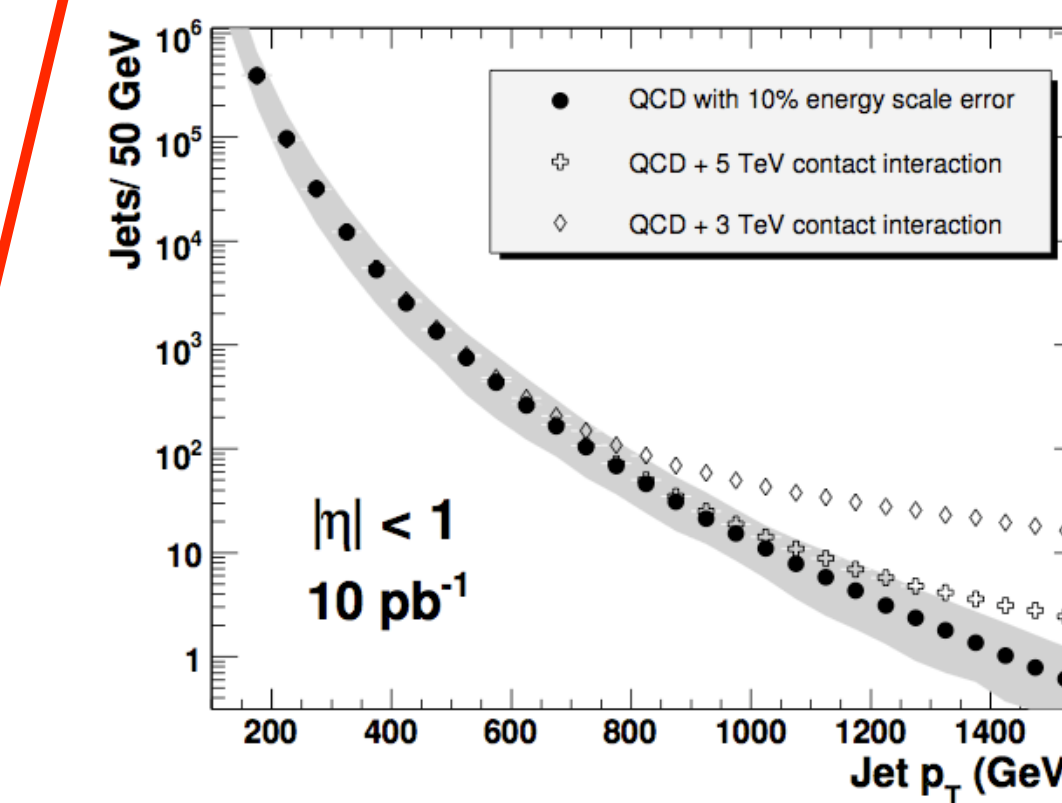 Jets/ 50 GeV
10⁶
10⁵
10⁴
10³
10²
10
1
QCD with 10% energy scale error
QCD + 5 TeV contact interaction
QCD + 3 TeV contact interaction
|η| < 1
10 pb⁻¹
200 400 600 800 1000 1200 1400
Jet p_T (GeV